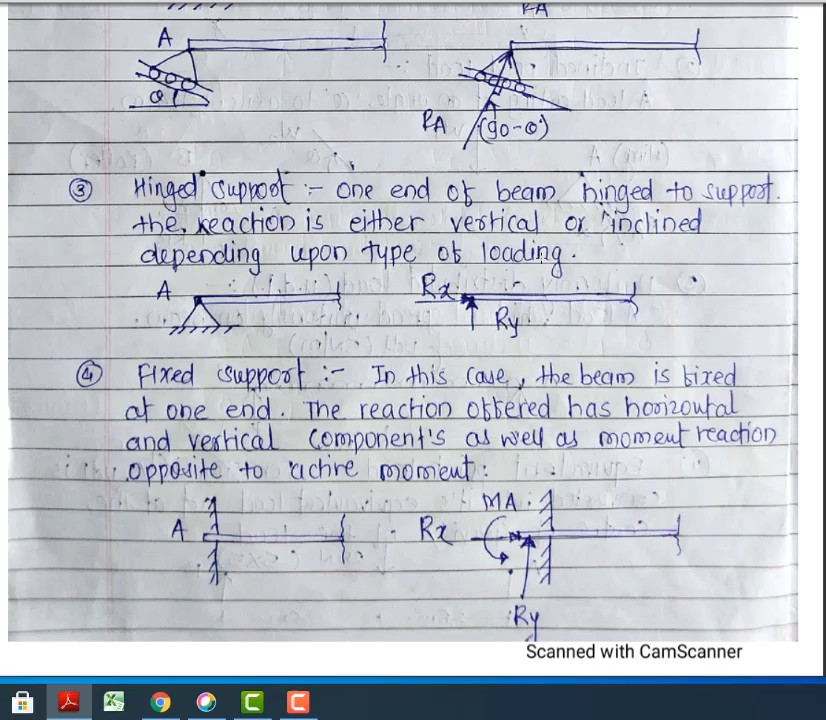 RA
A
θ
RA
(90-θ)
③ Hinged support :- one end of beam hinged to support.
the, reaction is either vertical or inclined
depending upon type of loading.
A
Rx
Ry
④ Fixed support :- In this case, the beam is fixed
at one end. The reaction offered has horizontal
and vertical component's as well as moment reaction
opposite to active moment:
MA
A
Rx
Ry
Scanned with CamScanner